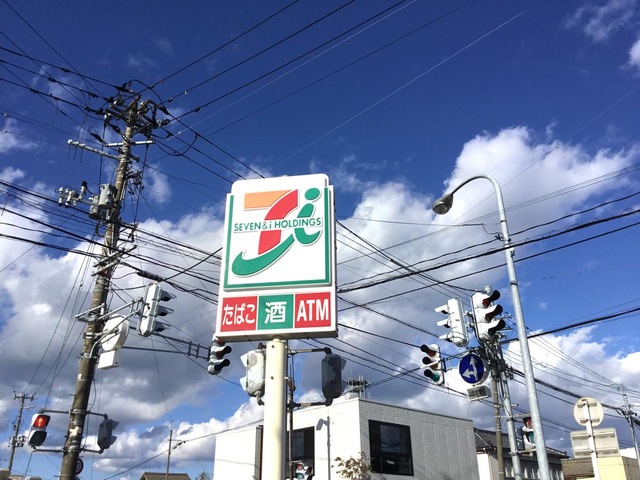 7i
SEVEN & i HOLDINGS
たばこ 酒 ATM